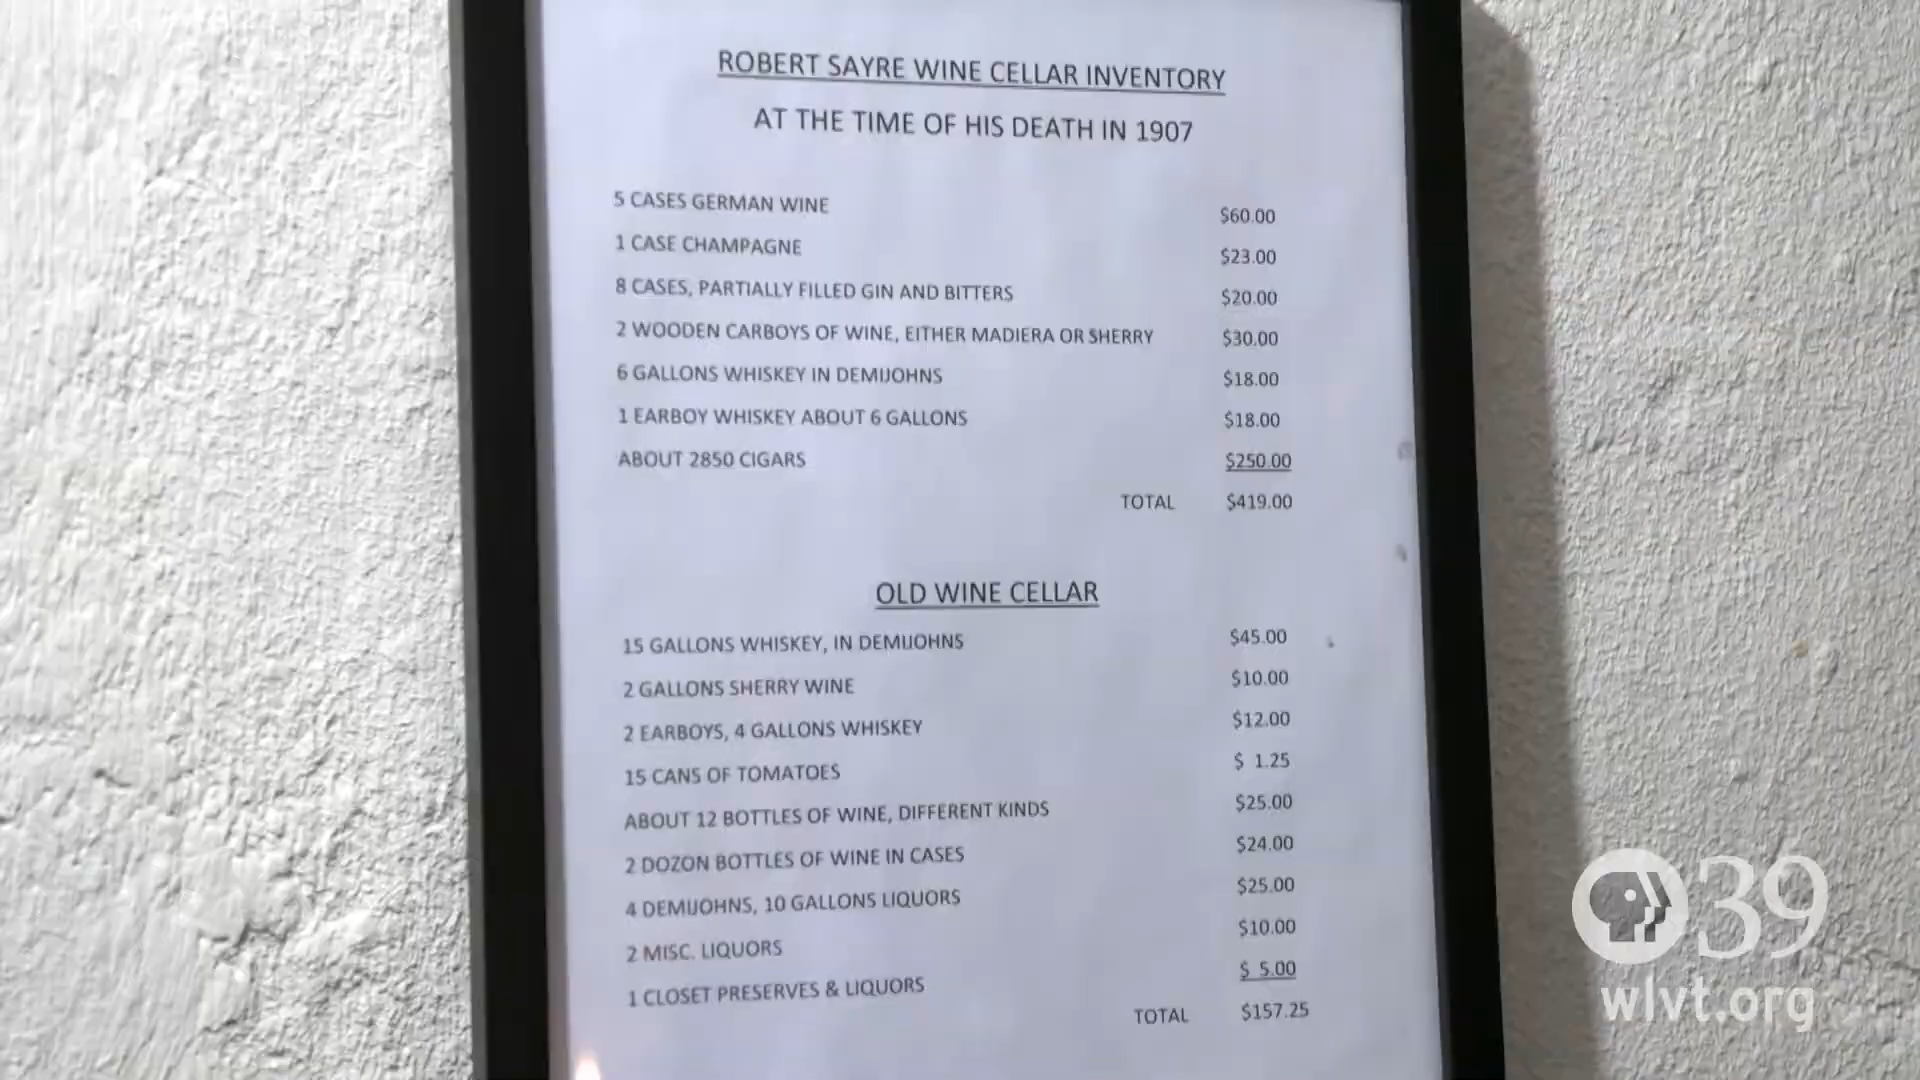 ROBERT SAYRE WINE CELLAR INVENTORY
AT THE TIME OF HIS DEATH IN 1907
5 CASES GERMAN WINE $60.00
1 CASE CHAMPAGNE $23.00
8 CASES, PARTIALLY FILLED GIN AND BITTERS $20.00
2 WOODEN CARBOYS OF WINE, EITHER MADIERA OR SHERRY $30.00
6 GALLONS WHISKEY IN DEMIJOHNS $18.00
1 EARBOY WHISKEY ABOUT 6 GALLONS $18.00
ABOUT 2850 CIGARS $250.00
TOTAL $419.00
OLD WINE CELLAR
15 GALLONS WHISKEY, IN DEMIJOHNS $45.00
2 GALLONS SHERRY WINE $10.00
2 EARBOYS, 4 GALLONS WHISKEY $12.00
15 CANS OF TOMATOES $ 1.25
ABOUT 12 BOTTLES OF WINE, DIFFERENT KINDS $25.00
2 DOZON BOTTLES OF WINE IN CASES $24.00
4 DEMIJOHNS, 10 GALLONS LIQUORS $25.00
2 MISC. LIQUORS $10.00
1 CLOSET PRESERVES & LIQUORS $ 5.00
TOTAL $157.25
39
wlvt.org